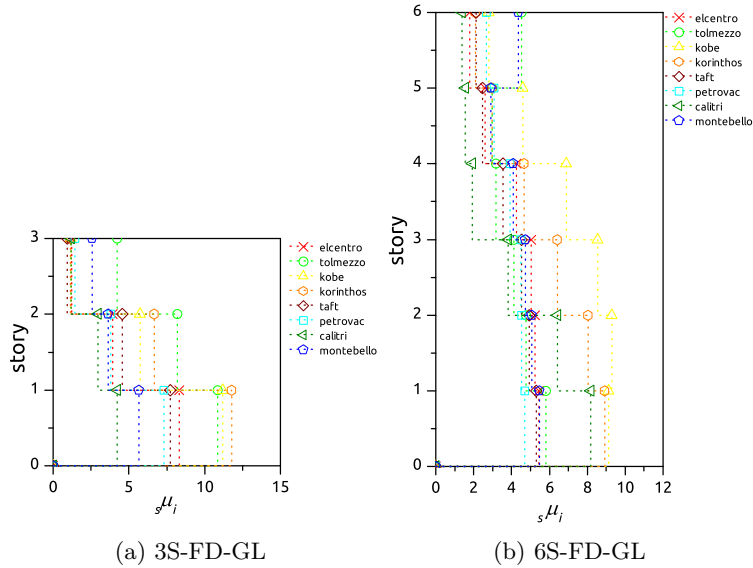 6
5
4
3
2
1
0
story
0
2
4
6
8
10
12
sμi
elcentro
tolmezzo
kobe
korinthos
taft
petrovac
calitri
montebello
3
2
1
0
story
0
5
10
15
sμi
elcentro
tolmezzo
kobe
korinthos
taft
petrovac
calitri
montebello
(a) 3S-FD-GL
(b) 6S-FD-GL